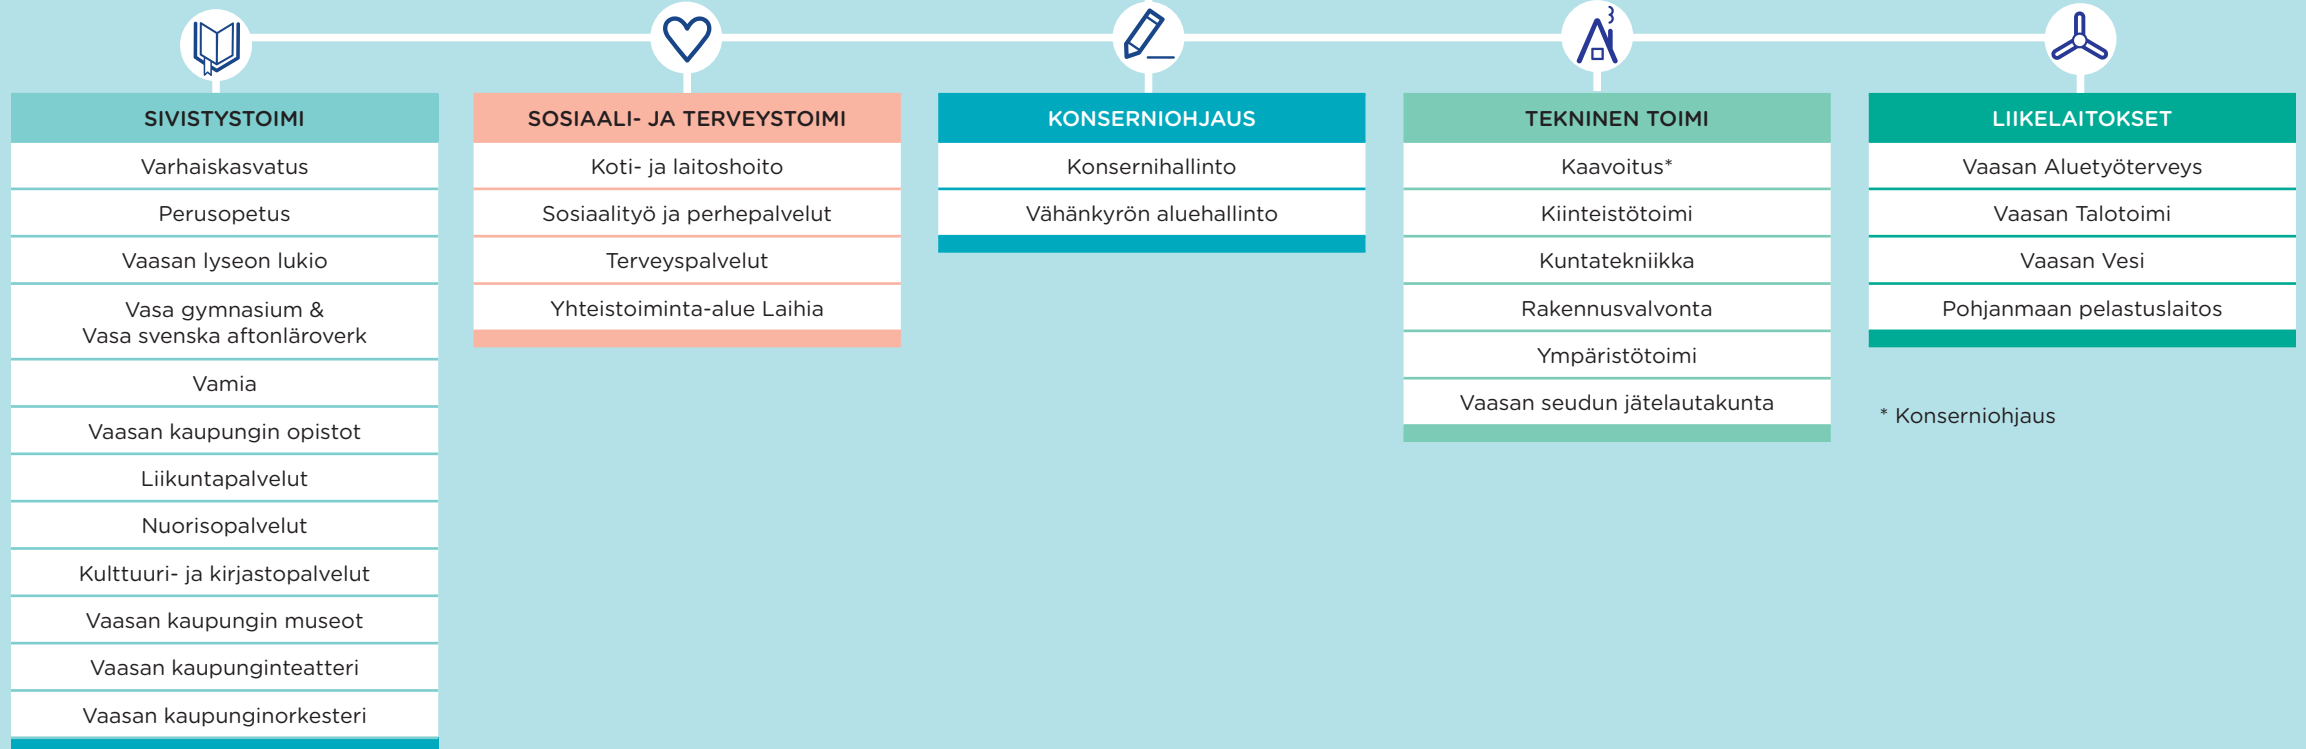 SIVISTYSTOIMI
Varhaiskasvatus
Perusopetus
Vaasan lyseon lukio
Vasa gymnasium &
Vasa svenska aftonläroverk
Vamia
Vaasan kaupungin opistot
Liikuntapalvelut
Nuorisopalvelut
Kulttuuri- ja kirjastopalvelut
Vaasan kaupungin museot
Vaasan kaupunginteatteri
Vaasan kaupunginorkesteri
SOSIAALI- JA TERVEYSTOIMI
Koti- ja laitoshoito
Sosiaalityö ja perhepalvelut
Terveyspalvelut
Yhteistoiminta-alue Laihia
KONSERNIOHJAUS
Konsernihallinto
Vähänkyrön aluehallinto
TEKNINEN TOIMI
Kaavoitus*
Kiinteistötoimi
Kuntatekniikka
Rakennusvalvonta
Ympäristötoimi
Vaasan seudun jätelautakunta
LIIKELAITOKSET
Vaasan Aluetyöterveys
Vaasan Talotoimi
Vaasan Vesi
Pohjanmaan pelastuslaitos
* Konserniohjaus